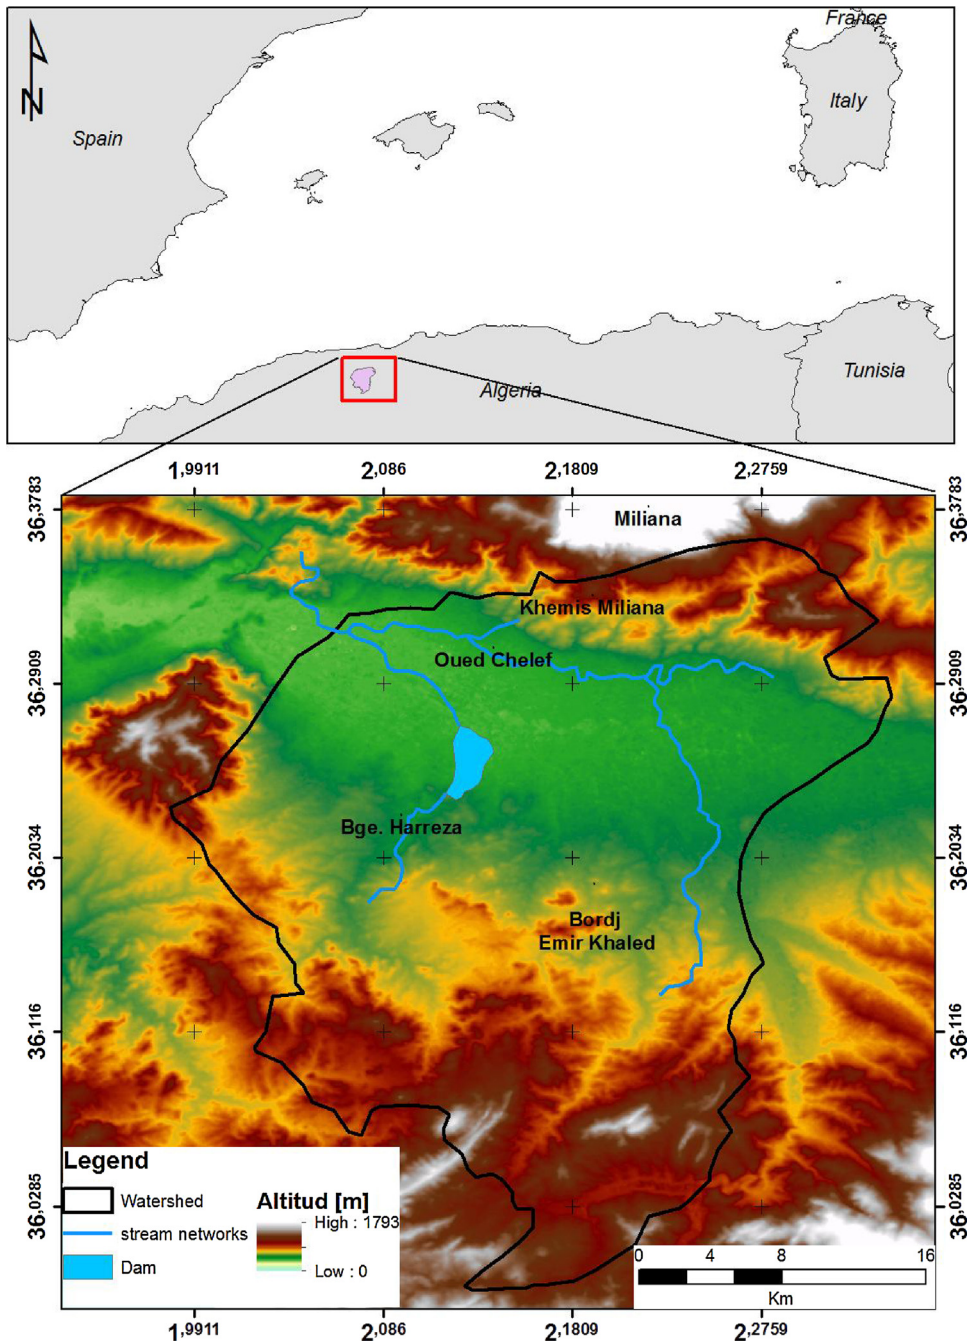 France
N
Spain
Italy
Algeria
Tunisia
1,9911 2,086 2,1809 2,2759
36,3783 36,3783
Miliana
Khemis Miliana
Oued Chelef
36,2909 36,2909
Bge. Harreza
36,2034 36,2034
Bordj
Emir Khaled
36,116 36,116
Legend
Watershed
stream networks
Dam
Altitud [m]
High : 1793
Low : 0
36,0285 36,0285
0 4 8 16
Km
1,9911 2,086 2,1809 2,2759